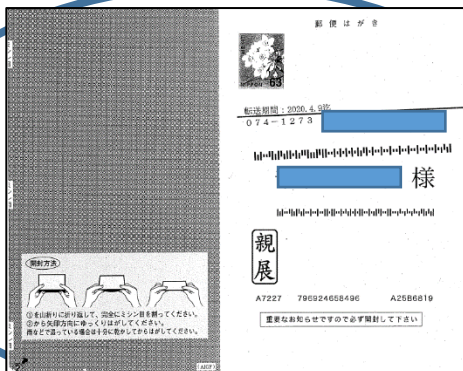 郵便はがき
NIPPON 63
転送期間：2020.4.9迄
074-1273
様
親展
A7227 796924658496 A25B6819
重要なお知らせですので必ず開封して下さい
開封方法
①を山折りに折り返して、完全にミシン目を割ってください。
②から矢印方向にゆっくりはがしてください。
雨などで湿っている場合は十分に乾かしてからはがしてください。